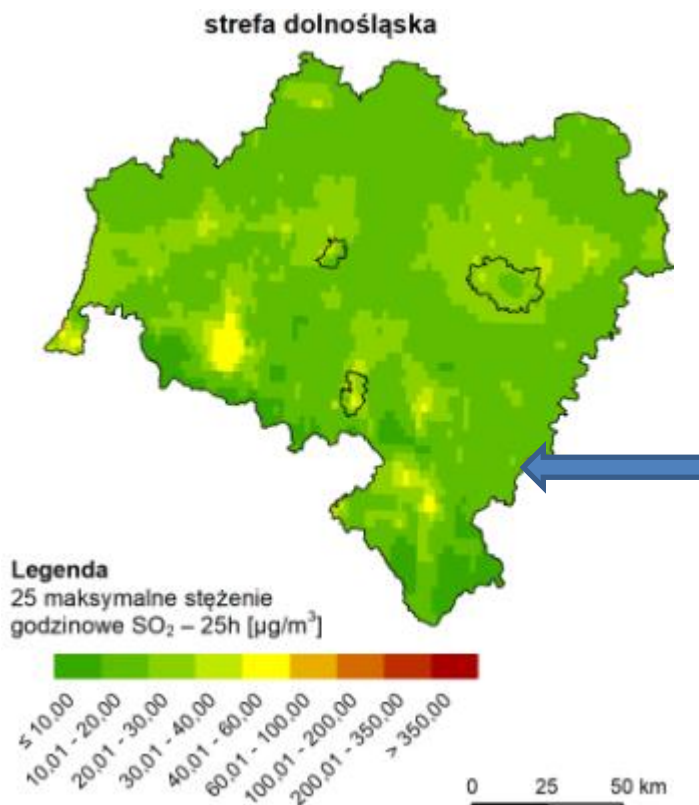 strefa dolnośląska
Legenda
25 maksymalne stężenie
godzinowe SO₂ – 25h [µg/m³]
≤ 10,00
10,01 - 20,00
20,01 - 30,00
30,01 - 40,00
40,01 - 60,00
60,01 - 100,00
100,01 - 200,00
200,01 - 350,00
> 350,00
0 25 50 km